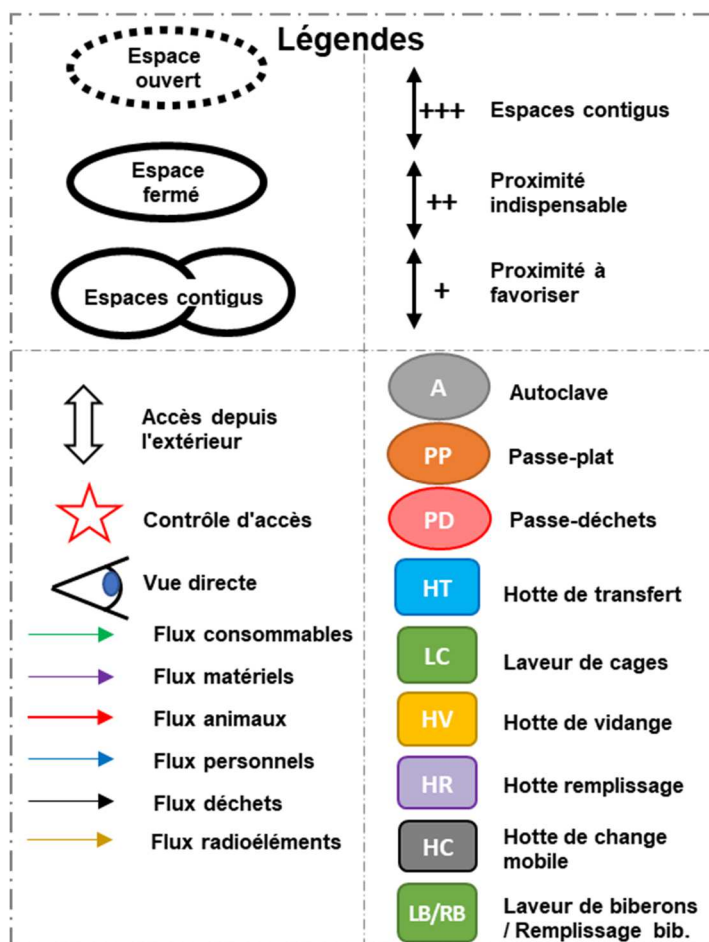 Légendes
Espace
ouvert
Espace
fermé
Espaces contigus
+++
Espaces contigus
++
Proximité
indispensable
+
Proximité à
favoriser
Accès depuis
l'extérieur
Contrôle d'accès
Vue directe
Flux consommables
Flux matériels
Flux animaux
Flux personnels
Flux déchets
Flux radioéléments
A
Autoclave
PP
Passe-plat
PD
Passe-déchets
HT
Hotte de transfert
LC
Laveur de cages
HV
Hotte de vidange
HR
Hotte remplissage
HC
Hotte de change
mobile
LB/RB
Laveur de biberons
/ Remplissage bib.